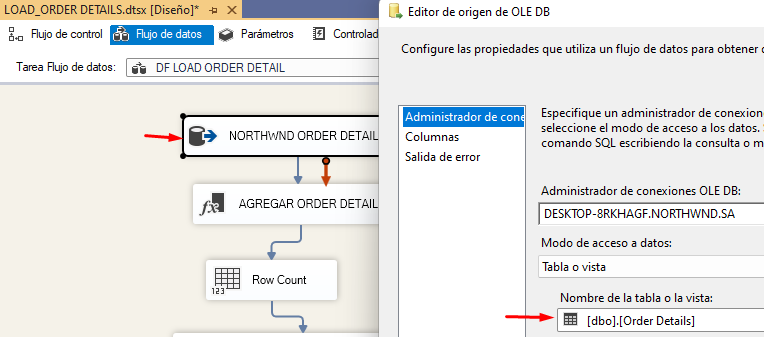 LOAD_ORDER DETAILS.dtsx [Diseño]*
Flujo de control
Flujo de datos
Parámetros
Controlad
Tarea Flujo de datos:
DF LOAD ORDER DETAIL
NORTHWND ORDER DETAIL
AGREGAR ORDER DETAIL
Row Count
123
Editor de origen de OLE DB
Configure las propiedades que utiliza un flujo de datos para obtener
Administrador de cone
Columnas
Salida de error
Especifique un administrador de conexion
seleccione el modo de acceso a los datos.
comando SQL escribiendo la consulta o m
Administrador de conexiones OLE DB:
DESKTOP-8RKHAGF.NORTHWND.SA
Modo de acceso a datos:
Tabla o vista
Nombre de la tabla o la vista:
[dbo].[Order Details]